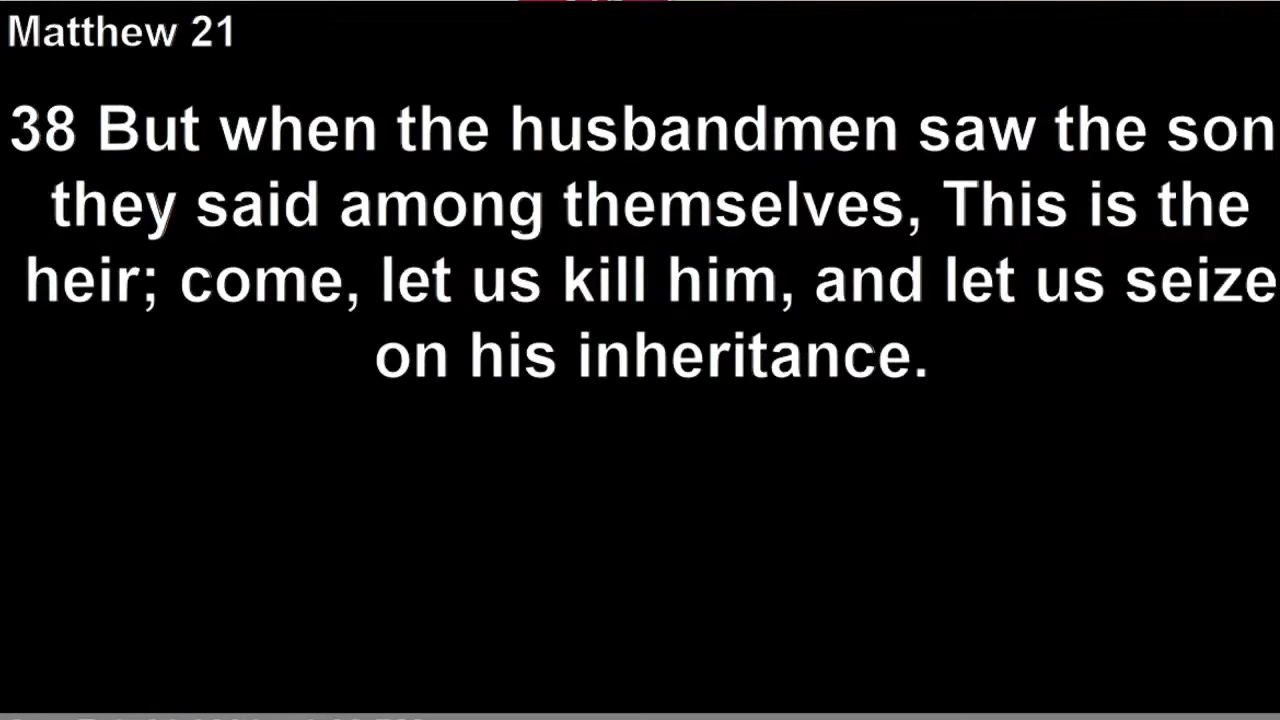 Matthew 21
38 But when the husbandmen saw the son
they said among themselves, This is the
heir; come, let us kill him, and let us seize
on his inheritance.